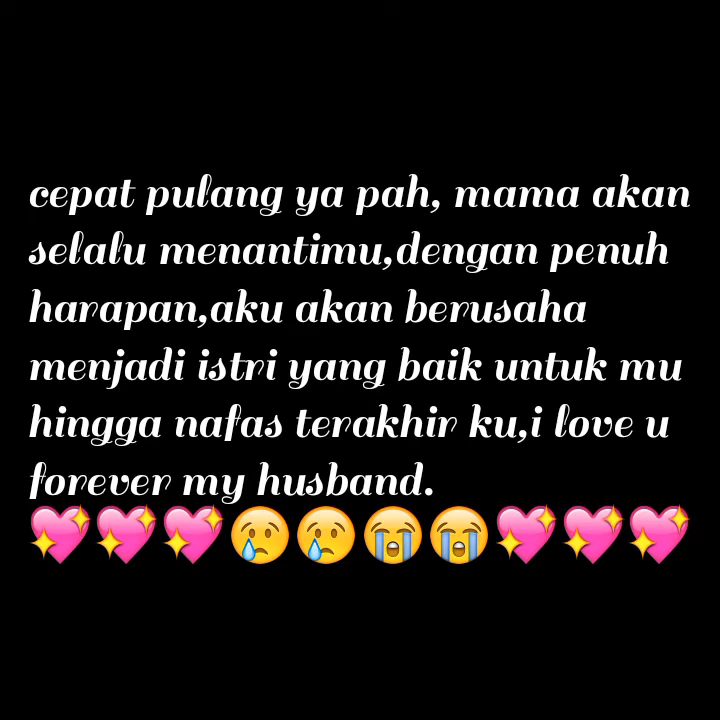 cepat pulang ya pah, mama akan
selalu menantimu,dengan penuh
harapan,aku akan berusaha
menjadi istri yang baik untuk mu
hingga nafas terakhir ku,i love u
forever my husband.
💖💖💖😢😢😭😭💖💖💖